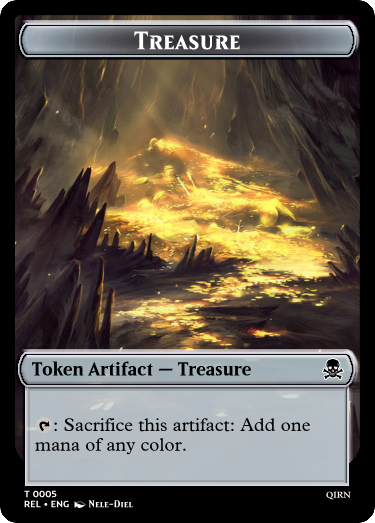 TREASURE
Token Artifact — Treasure
: Sacrifice this artifact: Add one
mana of any color.
T 0005
REL • ENG NELE-DIEL
QIRN